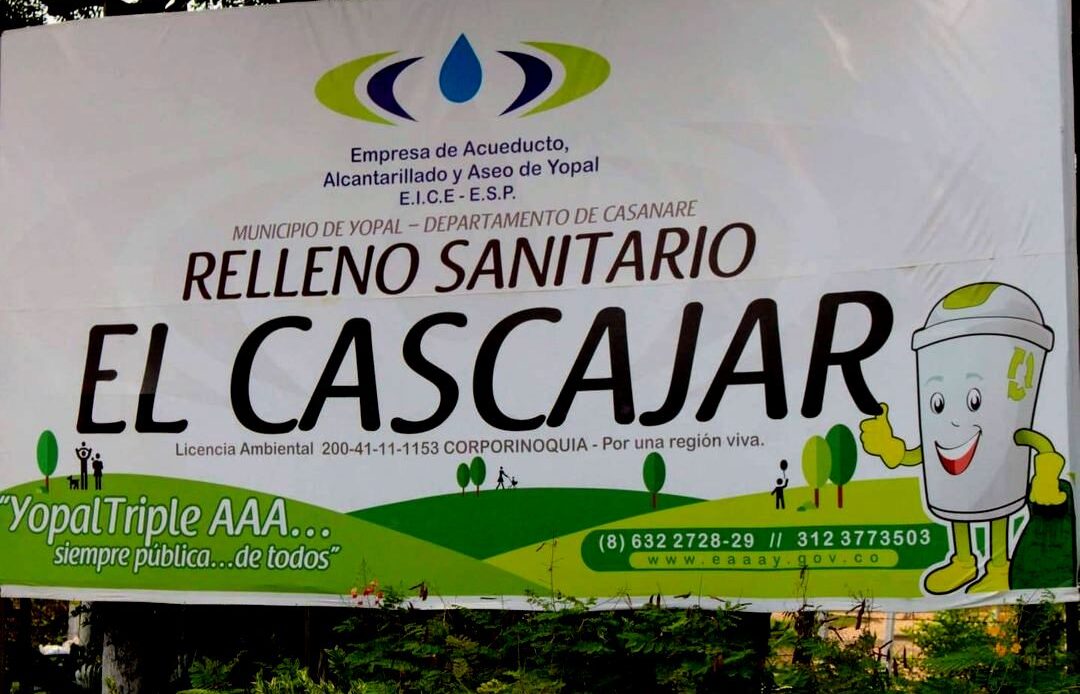 Empresa de Acueducto,
Alcantarillado y Aseo de Yopal
E.I.C.E - E.S.P.
MUNICIPIO DE YOPAL – DEPARTAMENTO DE CASANARE
RELLENO SANITARIO
EL CASCAJAR
Licencia Ambiental 200-41-11-1153 CORPORINOQUIA - Por una región viva.
“YopalTriple AAA...
siempre pública...de todos”
(8) 632 2728-29 // 312 3773503
www.eaaay.gov.co